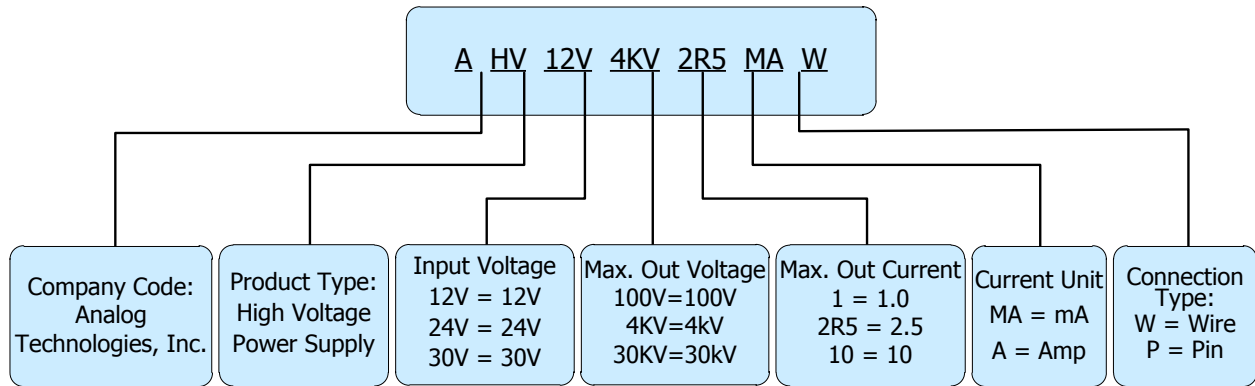 A HV 12V 4KV 2R5 MA W
Company Code:
Analog
Technologies, Inc.
Product Type:
High Voltage
Power Supply
Input Voltage
12V = 12V
24V = 24V
30V = 30V
Max. Out Voltage
100V=100V
4KV=4kV
30KV=30kV
Max. Out Current
1 = 1.0
2R5 = 2.5
10 = 10
Current Unit
MA = mA
A = Amp
Connection
Type:
W = Wire
P = Pin